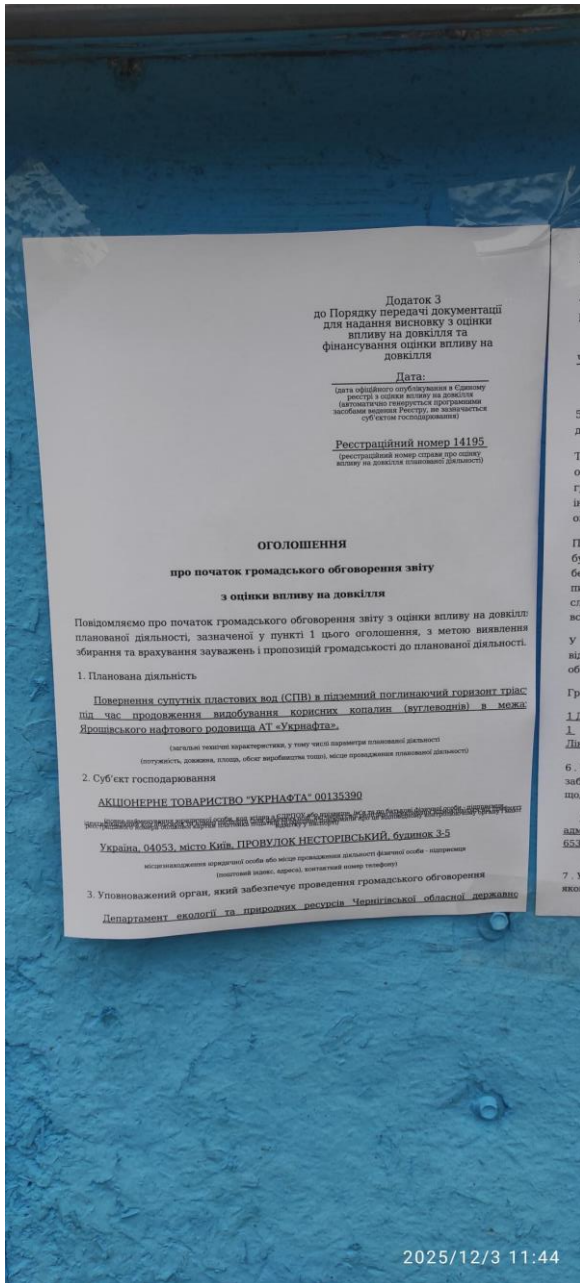 Додаток 3
до Порядку передачі документації
для надання висновку з оцінки
впливу на довкілля та
фінансування оцінки впливу на
довкілля
Дата:
(дата офіційного опублікування в Єдиному
реєстрі з оцінки впливу на довкілля
(автоматично генерується програмними
засобами ведення Реєстру, не зазначається
суб'єктом господарювання)
Реєстраційний номер 14195
(реєстраційний номер справи про оцінку
впливу на довкілля планованої діяльності)
ОГОЛОШЕННЯ
про початок громадського обговорення звіту
з оцінки впливу на довкілля
Повідомляємо про початок громадського обговорення звіту з оцінки впливу на довкілл
планованої діяльності, зазначеної у пункті 1 цього оголошення, з метою виявлення
збирання та врахування зауважень і пропозицій громадськості до планованої діяльності.
1. Планована діяльність
Повернення супутніх пластових вод (СПВ) в підземний поглинаючий горизонт тріас
під час продовження видобування корисних копалин (вуглеводнів) в межа
Ярошівського нафтового родовища АТ «Укрнафта».
(загальні технічні характеристики, у тому числі параметри планованої діяльності
(потужність, довжина, площа, обсяг виробництва тощо), місце провадження планованої діяльності)
2. Суб'єкт господарювання
АКЦІОНЕРНЕ ТОВАРИСТВО "УКРНАФТА" 00135390
Україна, 04053, місто Київ, ПРОВУЛОК НЕСТОРІВСЬКИЙ, будинок 3-5
місцезнаходження юридичної особи або місце провадження діяльності фізичної особи - підприємця
(поштовий індекс, адреса), контактний номер телефону)
3. Уповноважений орган, який забезпечує проведення громадського обговорення
Департамент екології та природних ресурсів Чернігівської обласної державно
2025/12/3 11:44